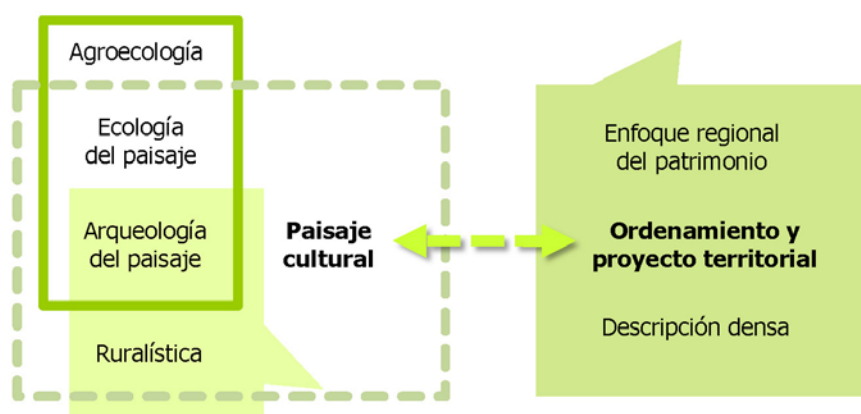 Agroecología
Ecología
del paisaje
Arqueología
del paisaje
Ruralística
Paisaje
cultural
Enfoque regional
del patrimonio
Ordenamiento y
proyecto territorial
Descripción densa